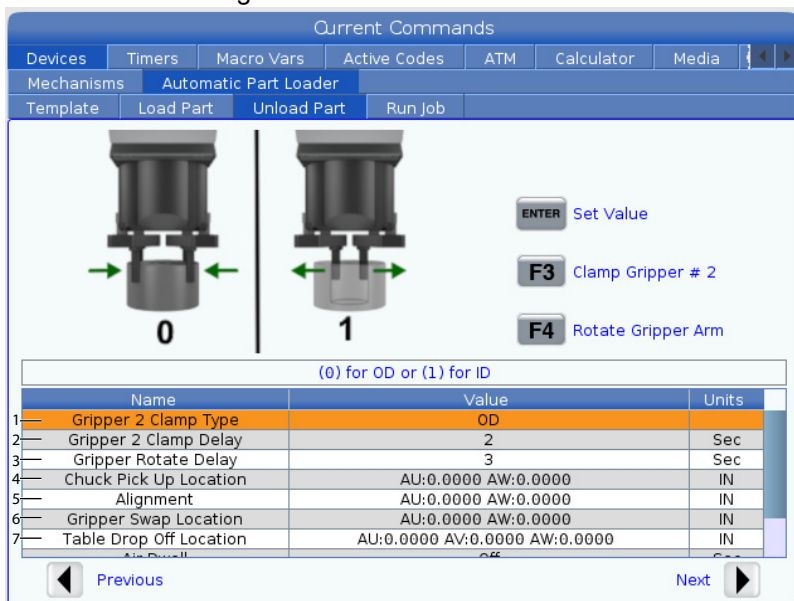 Current Commands
Devices Timers Macro Vars Active Codes ATM Calculator Media
Mechanisms Automatic Part Loader
Template Load Part Unload Part Run Job
ENTER Set Value
F3 Clamp Gripper # 2
F4 Rotate Gripper Arm
0 1
(0) for OD or (1) for ID
Name Value Units
1 Gripper 2 Clamp Type OD
2 Gripper 2 Clamp Delay 2 Sec
3 Gripper Rotate Delay 3 Sec
4 Chuck Pick Up Location AU:0.0000 AW:0.0000 IN
5 Alignment AU:0.0000 AW:0.0000 IN
6 Gripper Swap Location AU:0.0000 AW:0.0000 IN
7 Table Drop Off Location AU:0.0000 AV:0.0000 AW:0.0000 IN
Air Dwell Off Sec
Previous Next